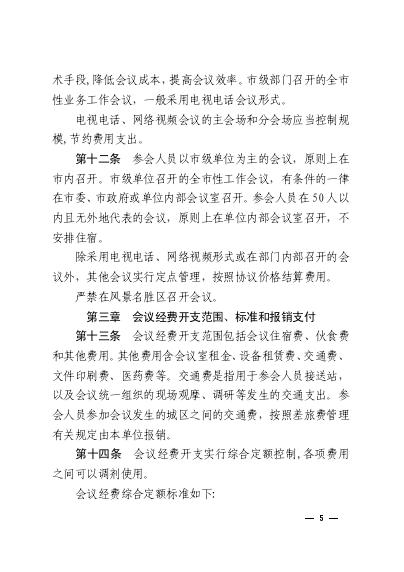 术手段,降低会议成本，提高会议效率。市级部门召开的全市
性业务工作会议，一般采用电视电话会议形式。
电视电话、网络视频会议的主会场和分会场应当控制规
模,节约费用支出。
第十二条 参会人员以市级单位为主的会议，原则上在
市内召开。市级单位召开的全市性工作会议，有条件的一律
在市委、市政府或单位内部会议室召开。参会人员在50人以
内且无外地代表的会议，原则上在单位内部会议室召开，不
安排住宿。
除采用电视电话、网络视频形式或在部门内部召开的会
议外，其他会议实行定点管理，按照协议价格结算费用。
严禁在风景名胜区召开会议。
第三章 会议经费开支范围、标准和报销支付
第十三条 会议经费开支范围包括会议住宿费、伙食费
和其他费用。其他费用含会议室租金、设备租赁费、交通费、
文件印刷费、医药费等。交通费是指用于参会人员接送站，
以及会议统一组织的现场观摩、调研等发生的交通支出。参
会人员参加会议发生的城区之间的交通费，按照差旅费管理
有关规定由本单位报销。
第十四条 会议经费开支实行综合定额控制,各项费用
之间可以调剂使用。
会议经费综合定额标准如下:
— 5 —